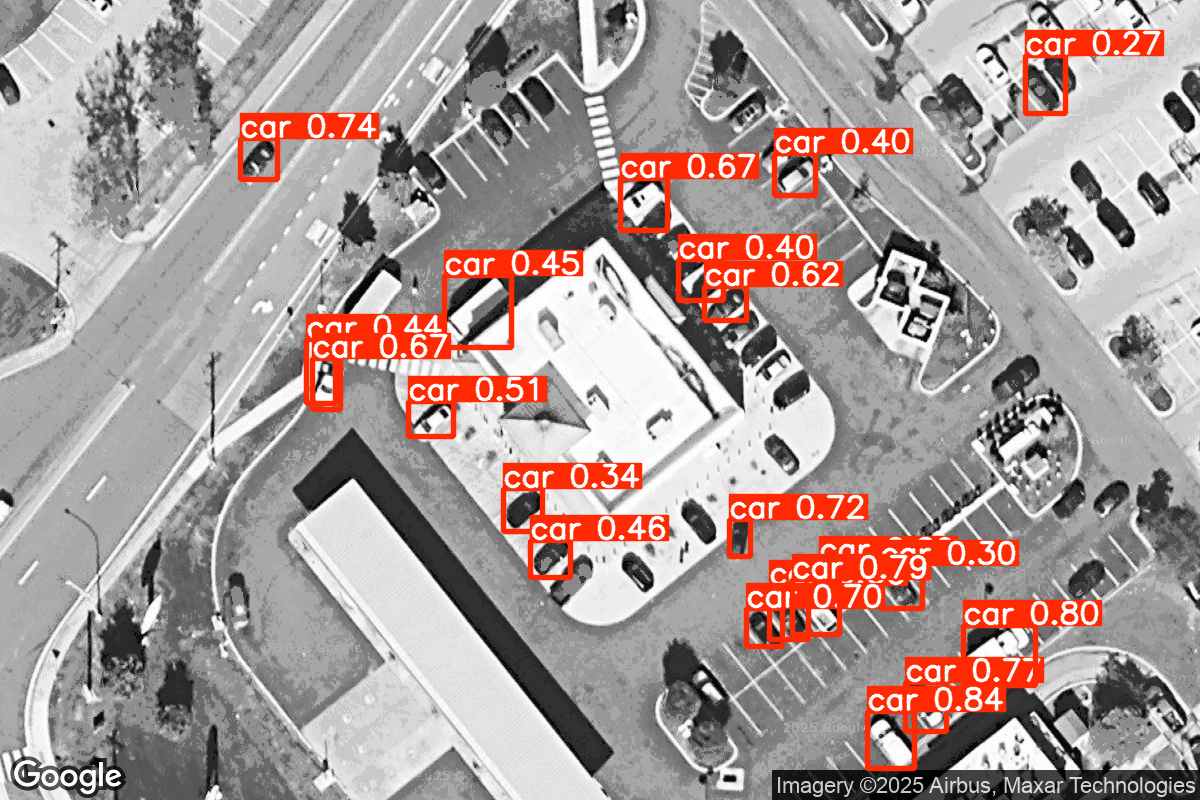 car 0.27
car 0.74
car 0.40
car 0.67
car 0.40
car 0.45
car 0.62
car 0.44
car 0.67
car 0.51
car 0.34
car 0.46
car 0.72
0.30
0.79
car 0.70
car 0.80
car 0.77
car 0.84
Google
Imagery ©2025 Airbus, Maxar Technologies